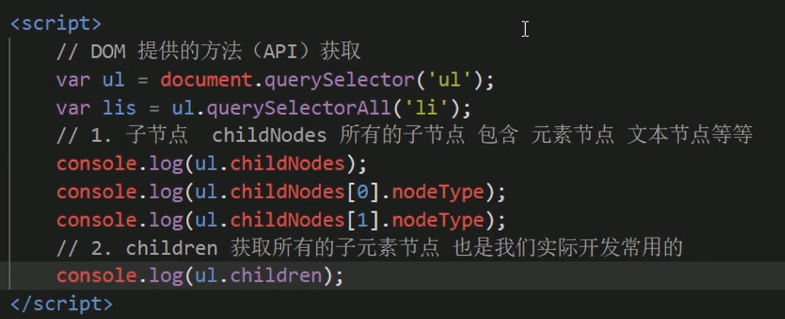 <script>
// DOM 提供的方法（API）获取
var ul = document.querySelector('ul');
var lis = ul.querySelectorAll('li');
// 1. 子节点  childNodes 所有的子节点 包含 元素节点 文本节点等等
console.log(ul.childNodes);
console.log(ul.childNodes[0].nodeType);
console.log(ul.childNodes[1].nodeType);
// 2. children 获取所有的子元素节点 也是我们实际开发常用的
console.log(ul.children);
</script>